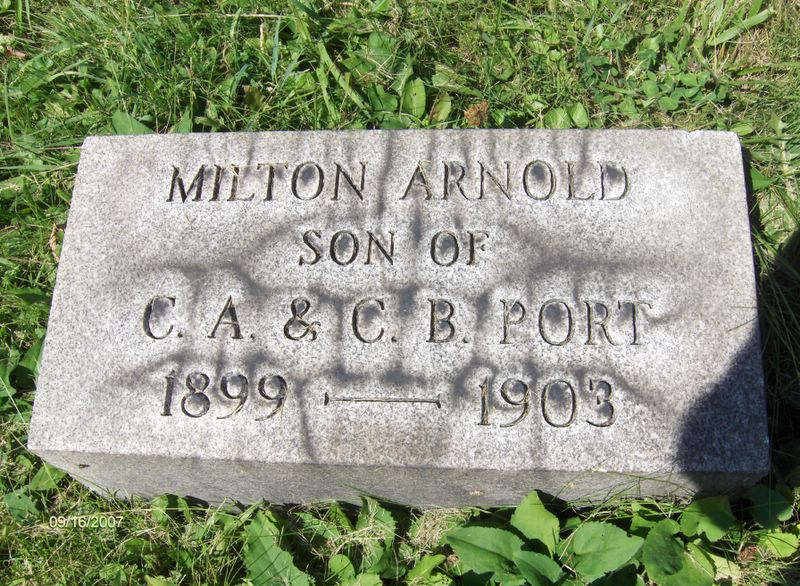 MILTON ARNOLD
SON OF
C. A. & C. B. PORT
1899 — 1903
09/16/2007